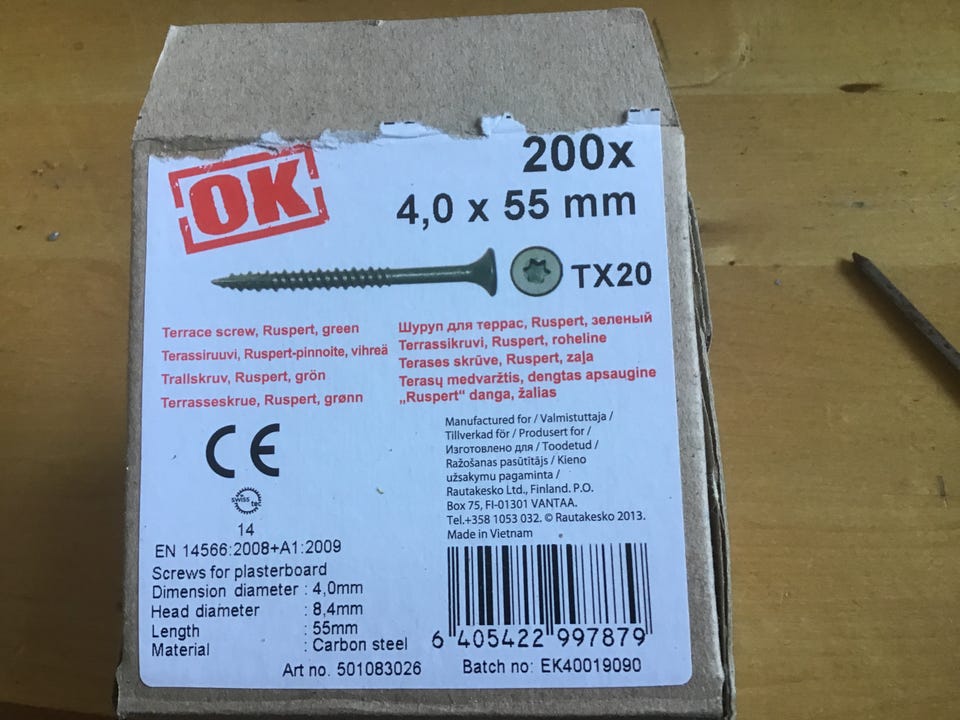 OK
200x
4,0 x 55 mm
TX20
Terrace screw, Ruspert, green
Terassiruuvi, Ruspert-pinnoite, vihreä
Trallskruv, Ruspert, grön
Terrasseskrue, Ruspert, grønn
Шуруп для террас, Ruspert, зеленый
Terrassikruvi, Ruspert, roheline
Terases skrūve, Ruspert, zaļa
Terasų medvaržtis, dengtas apsaugine
„Ruspert“ danga, žalias
Manufactured for / Valmistuttaja /
Tillverkad för / Produsert for /
Изготовлено для / Toodetud /
Ražošanas pasūtītājs / Kieno
užsakymu pagaminta /
Rautakesko Ltd., Finland. P.O.
Box 75, FI-01301 VANTAA.
Tel.+358 1053 032. © Rautakesko 2013.
Made in Vietnam
CE
swiss tec
14
EN 14566:2008+A1:2009
Screws for plasterboard
Dimension diameter : 4,0mm
Head diameter : 8,4mm
Length : 55mm
Material : Carbon steel
6 405422 997879
Art no. 501083026
Batch no: EK40019090